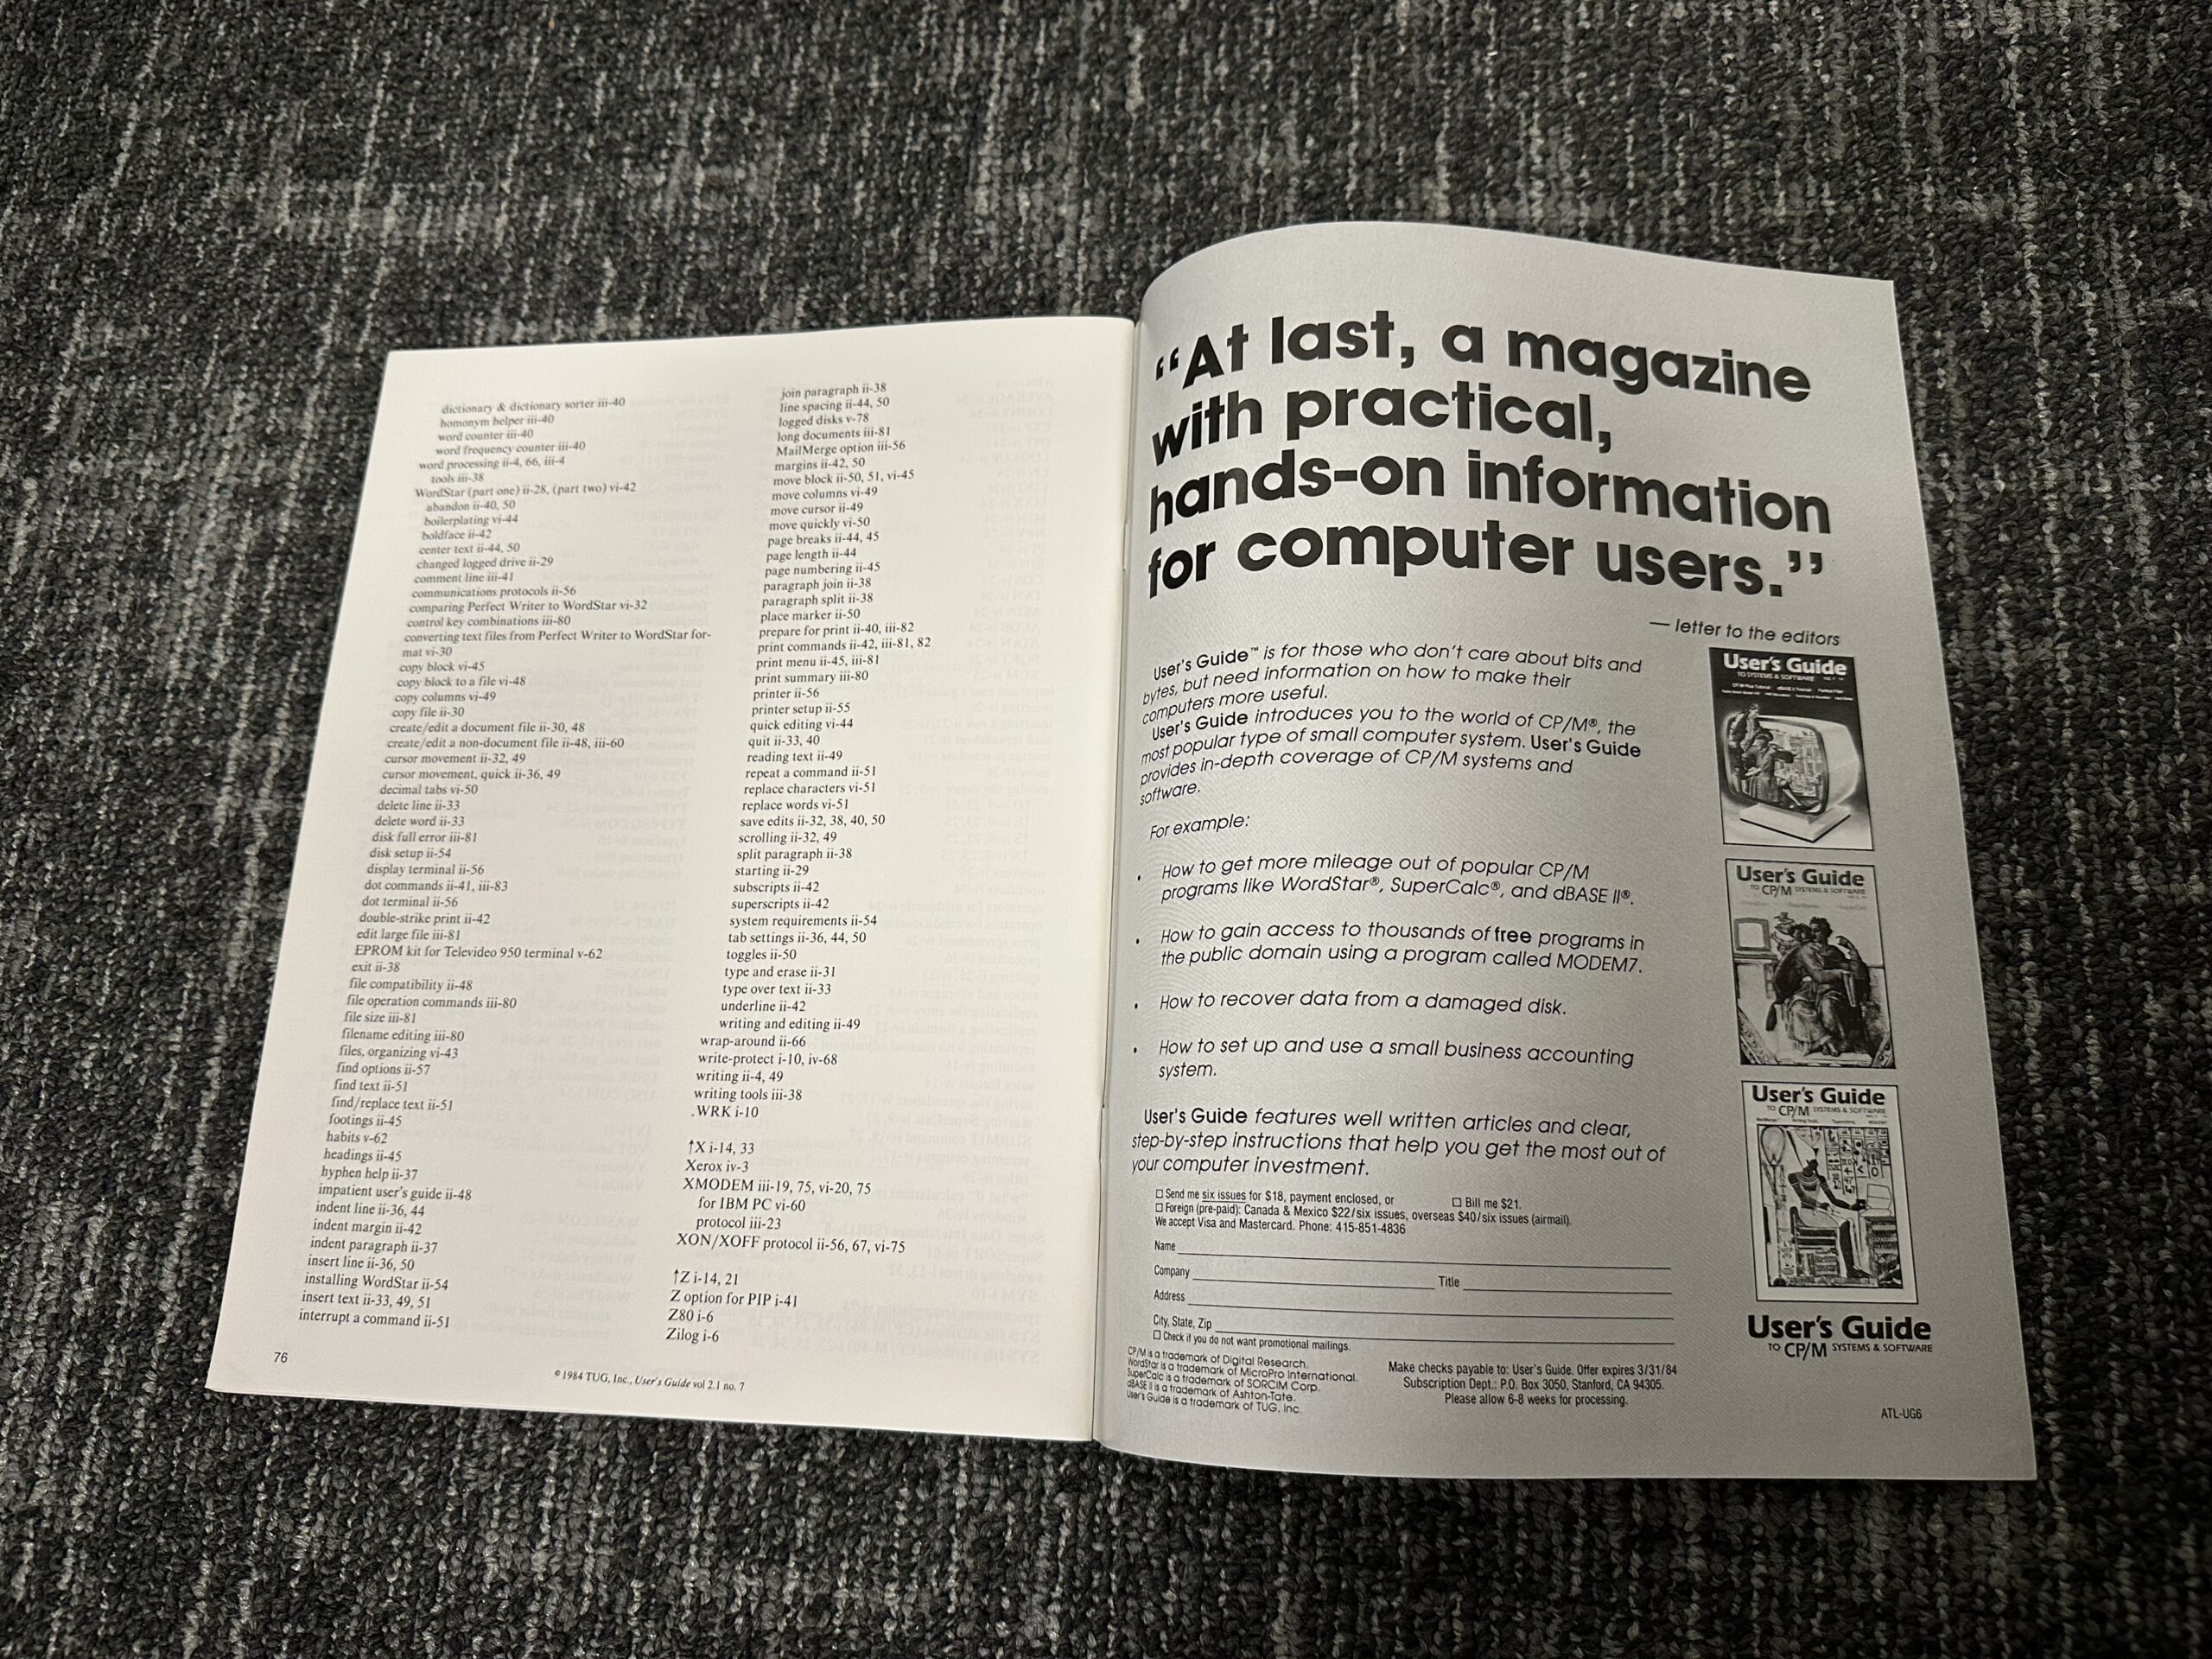 dictionary & dictionary sorter iii-40
homonym helper iii-40
word counter iii-40
word frequency counter iii-40
word processing ii-4, 66, iii-4
tools iii-38
WordStar (part one) ii-28, (part two) vi-42
abandon ii-40, 50
boilerplating vi-44
boldface ii-42
center text ii-44, 50
changed logged drive ii-29
comment line iii-41
communications protocols ii-56
comparing Perfect Writer to WordStar vi-32
control key combinations iii-80
converting text files from Perfect Writer to WordStar for-
mat vi-30
copy block vi-45
copy block to a file vi-48
copy columns vi-49
copy file ii-30
create/edit a document file ii-30, 48
create/edit a non-document file ii-48, iii-60
cursor movement ii-32, 49
cursor movement, quick ii-36, 49
decimal tabs vi-50
delete line ii-33
delete word ii-33
disk full error iii-81
disk setup ii-54
display terminal ii-56
dot commands ii-41, iii-83
dot terminal ii-56
double-strike print ii-42
edit large file iii-81
EPROM kit for Televideo 950 terminal v-62
exit ii-38
file compatibility ii-48
file operation commands iii-80
file size iii-81
filename editing iii-80
files, organizing vi-43
find options ii-57
find text ii-51
find/replace text ii-51
footings ii-45
habits v-62
headings ii-45
hyphen help ii-37
impatient user's guide ii-48
indent line ii-36, 44
indent margin ii-42
indent paragraph ii-37
insert line ii-36, 50
installing WordStar ii-54
insert text ii-33, 49, 51
interrupt a command ii-51
join paragraph ii-38
line spacing ii-44, 50
logged disks v-78
long documents iii-81
MailMerge option iii-56
margins ii-42, 50
move block ii-50, 51, vi-45
move columns vi-49
move cursor ii-49
move quickly vi-50
page breaks ii-44, 45
page length ii-44
page numbering ii-45
paragraph join ii-38
paragraph split ii-38
place marker ii-50
prepare for print ii-40, iii-82
print commands ii-42, iii-81, 82
print menu ii-45, iii-81
print summary iii-80
printer ii-56
printer setup ii-55
quick editing vi-44
quit ii-33, 40
reading text ii-49
repeat a command ii-51
replace characters vi-51
replace words vi-51
save edits ii-32, 38, 40, 50
scrolling ii-32, 49
split paragraph ii-38
starting ii-29
subscripts ii-42
superscripts ii-42
system requirements ii-54
tab settings ii-36, 44, 50
toggles ii-50
type and erase ii-31
type over text ii-33
underline ii-42
writing and editing ii-49
wrap-around ii-66
write-protect i-10, iv-68
writing ii-4, 49
writing tools iii-38
.WRK i-10
↑X i-14, 33
Xerox iv-3
XMODEM iii-19, 75, vi-20, 75
for IBM PC vi-60
protocol iii-23
XON/XOFF protocol ii-56, 67, vi-75
↑Z i-14, 21
Z option for PIP i-41
Z80 i-6
Zilog i-6
76
© 1984 TUG, Inc., User's Guide vol 2.1 no. 7
“At last, a magazine
with practical,
hands-on information
for computer users.”
— letter to the editors
User's Guide™ is for those who don't care about bits and
bytes, but need information on how to make their
computers more useful.
User's Guide introduces you to the world of CP/M®, the
most popular type of small computer system. User's Guide
provides in-depth coverage of CP/M systems and
software.
For example:
• How to get more mileage out of popular CP/M
programs like WordStar®, SuperCalc®, and dBASE II®.
• How to gain access to thousands of free programs in
the public domain using a program called MODEM7.
• How to recover data from a damaged disk.
• How to set up and use a small business accounting
system.
User's Guide features well written articles and clear,
step-by-step instructions that help you get the most out of
your computer investment.
☐ Send me six issues for $18, payment enclosed, or ☐ Bill me $21.
☐ Foreign (pre-paid): Canada & Mexico $22/six issues, overseas $40/six issues (airmail).
We accept Visa and Mastercard. Phone: 415-851-4836
Name
Company Title
Address
City, State, Zip
☐ Check if you do not want promotional mailings.
CP/M is a trademark of Digital Research.
WordStar is a trademark of MicroPro International.
SuperCalc is a trademark of SORCIM Corp.
dBASE II is a trademark of Ashton-Tate.
User's Guide is a trademark of TUG, Inc.
Make checks payable to: User's Guide. Offer expires 3/31/84
Subscription Dept.: P.O. Box 3050, Stanford, CA 94305.
Please allow 6-8 weeks for processing.
User's Guide
TO SYSTEMS & SOFTWARE
User's Guide
TO CP/M SYSTEMS & SOFTWARE
User's Guide
TO CP/M SYSTEMS & SOFTWARE
User's Guide
TO CP/M SYSTEMS & SOFTWARE
ATL-UG6